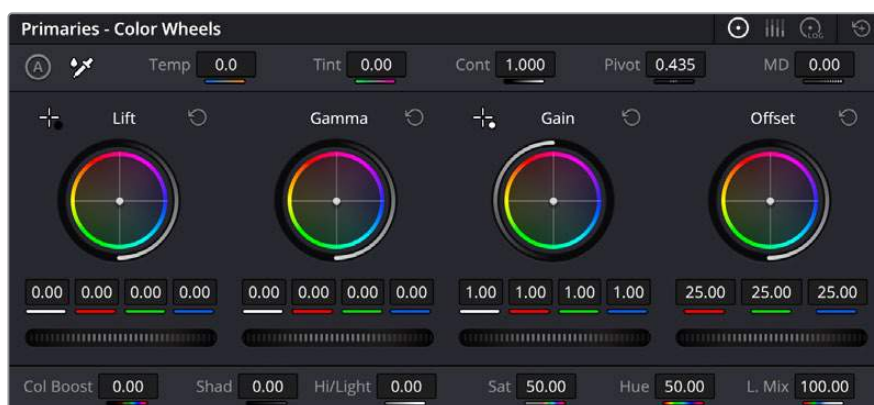 Primaries - Color Wheels
LOG
A Temp 0.0 Tint 0.00 Cont 1.000 Pivot 0.435 MD 0.00
Lift Gamma Gain Offset
0.00 0.00 0.00 0.00 0.00 0.00 0.00 0.00 1.00 1.00 1.00 1.00 25.00 25.00 25.00
Col Boost 0.00 Shad 0.00 Hi/Light 0.00 Sat 50.00 Hue 50.00 L. Mix 100.00